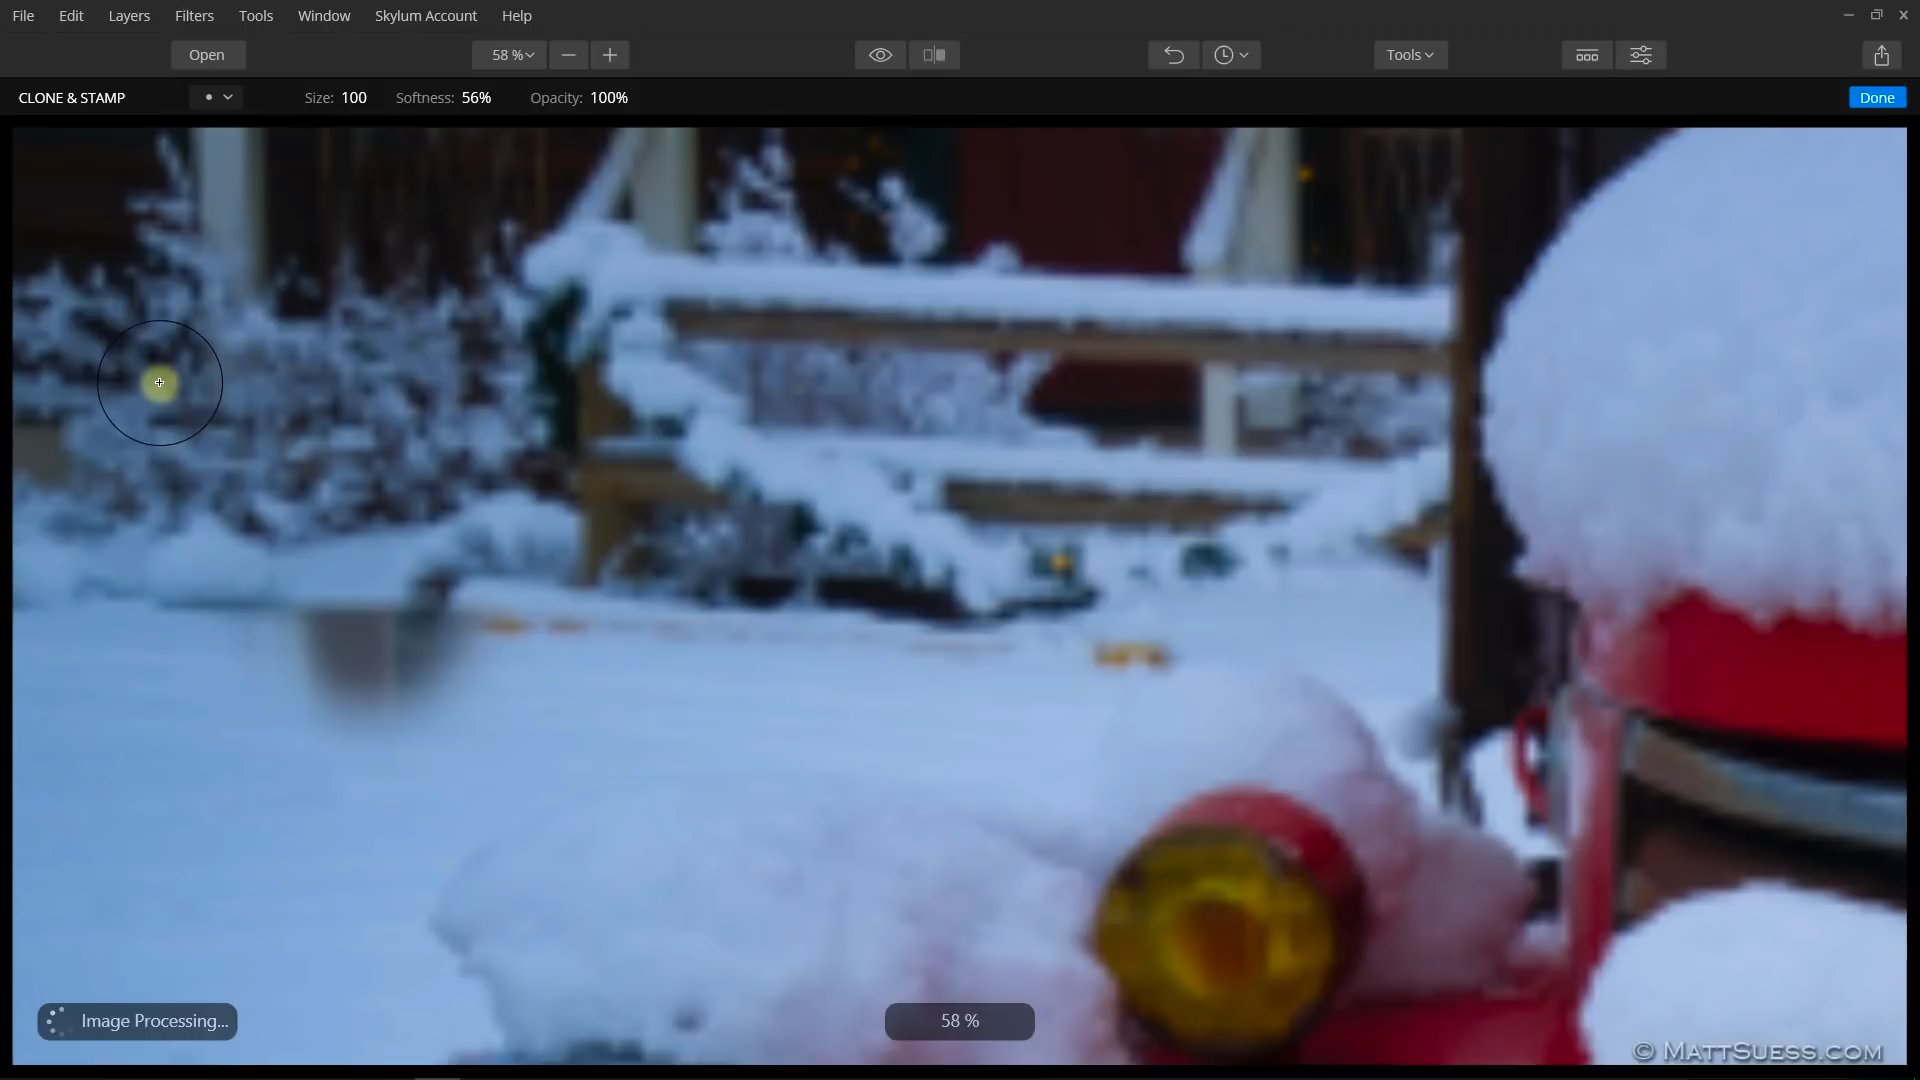 File Edit Layers Filters Tools Window Skylum Account Help
Open 58 % Tools
CLONE & STAMP Size: 100 Softness: 56% Opacity: 100% Done
Image Processing... 58 %
© MattSuess.com